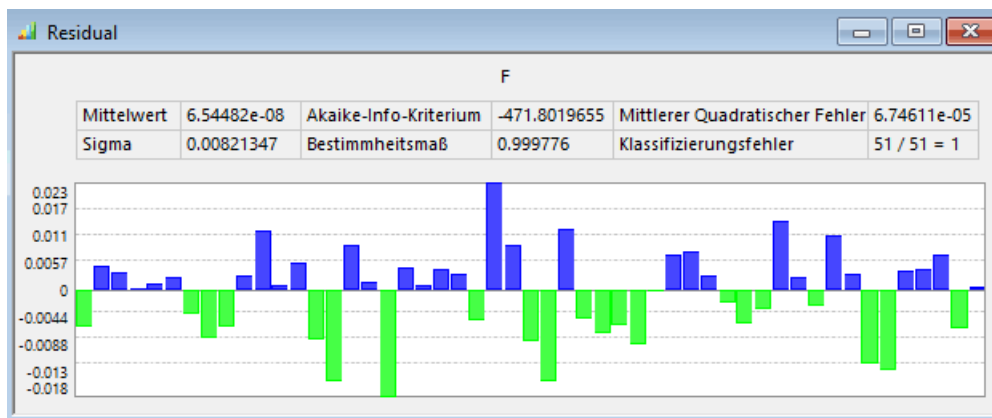 Residual
F
Mittelwert 6.54482e-08 Akaike-Info-Kriterium -471.8019655 Mittlerer Quadratischer Fehler 6.74611e-05
Sigma 0.00821347 Bestimmheitsmaß 0.999776 Klassifizierungsfehler 51 / 51 = 1
0.023
0.017
0.011
0.0057
0
-0.0044
-0.0088
-0.013
-0.018